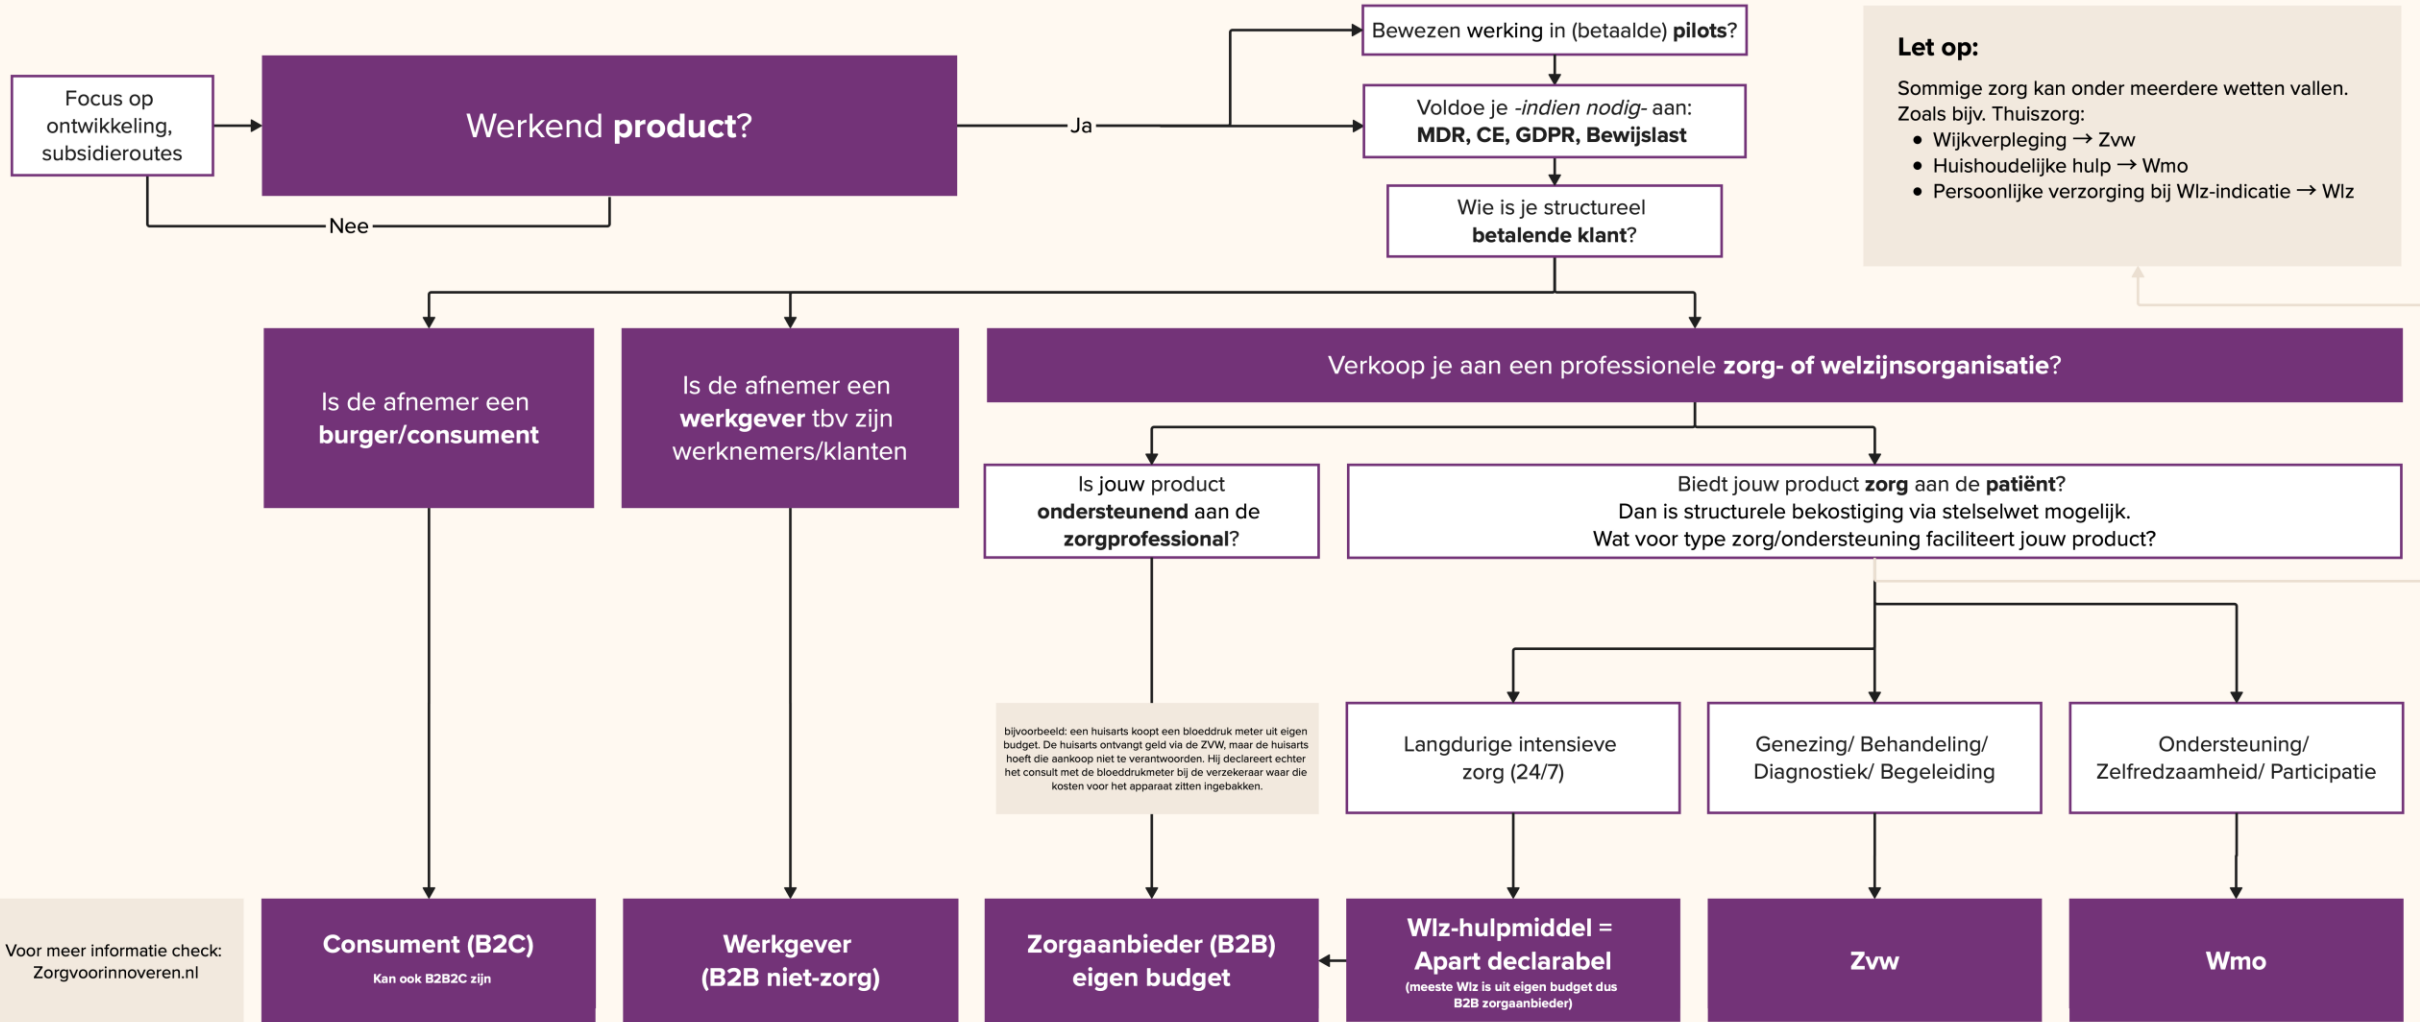 Bewezen werking in (betaalde) pilots?
Let op:
Sommige zorg kan onder meerdere wetten vallen.
Zoals bijv. Thuiszorg:
• Wijkverpleging → Zvw
• Huishoudelijke hulp → Wmo
• Persoonlijke verzorging bij Wlz-indicatie → Wlz
Focus op
ontwikkeling,
subsidieroutes
Werkend product?
Ja
Voldoe je -indien nodig- aan:
MDR, CE, GDPR, Bewijslast
Nee
Wie is je structureel
betalende klant?
Is de afnemer een
burger/consument
Is de afnemer een
werkgever tbv zijn
werknemers/klanten
Verkoop je aan een professionele zorg- of welzijnsorganisatie?
Is jouw product
ondersteunend aan de
zorgprofessional?
Biedt jouw product zorg aan de patiënt?
Dan is structurele bekostiging via stelselwet mogelijk.
Wat voor type zorg/ondersteuning faciliteert jouw product?
bijvoorbeeld: een huisarts koopt een bloeddruk meter uit eigen
budget. De huisarts ontvangt geld via de ZVW, maar de huisarts
hoeft die aankoop niet te verantwoorden. Hij declareert echter
het consult met de bloeddrukmeter bij de verzekeraar waar die
kosten voor het apparaat zitten ingebakken.
Langdurige intensieve
zorg (24/7)
Genezing/ Behandeling/
Diagnostiek/ Begeleiding
Ondersteuning/
Zelfredzaamheid/ Participatie
Voor meer informatie check:
Zorgvoorinnoveren.nl
Consument (B2C)
Kan ook B2B2C zijn
Werkgever
(B2B niet-zorg)
Zorgaanbieder (B2B)
eigen budget
Wlz-hulpmiddel =
Apart declarabel
(meeste Wlz is uit eigen budget dus
B2B zorgaanbieder)
Zvw
Wmo